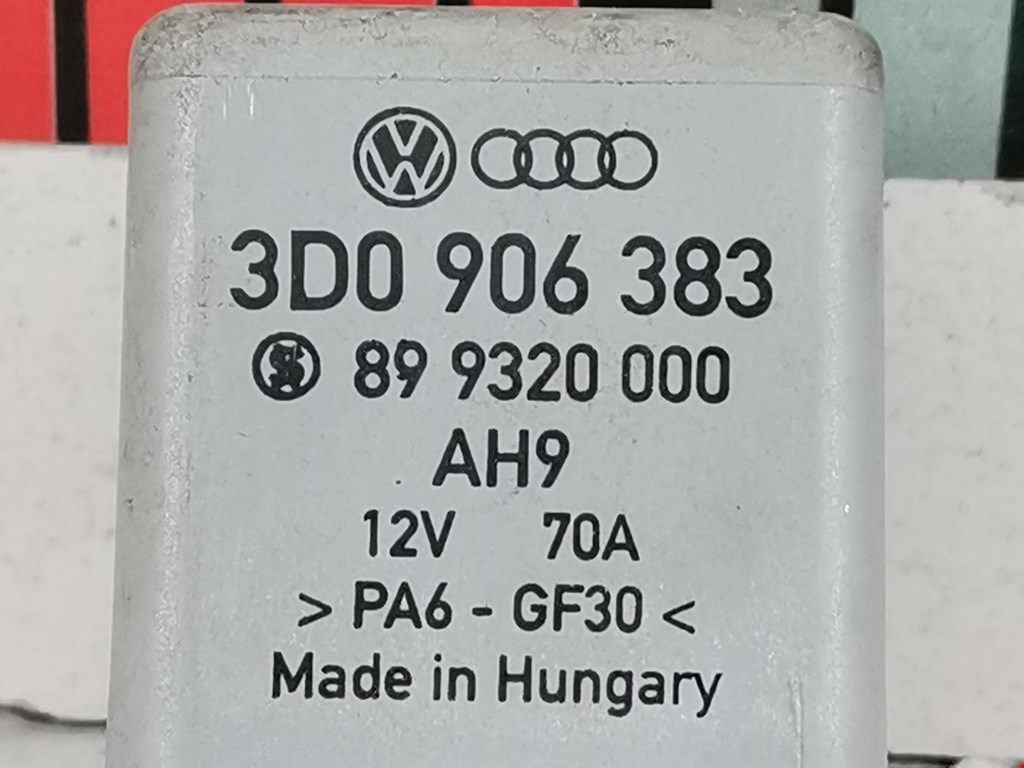 3D0 906 383
89 9320 000
AH9
12V 70A
> PA6 - GF30 <
Made in Hungary